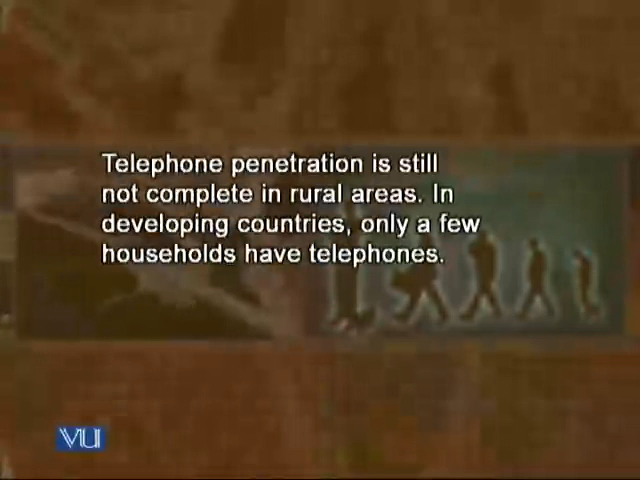 Telephone penetration is still
not complete in rural areas. In
developing countries, only a few
households have telephones.
VU